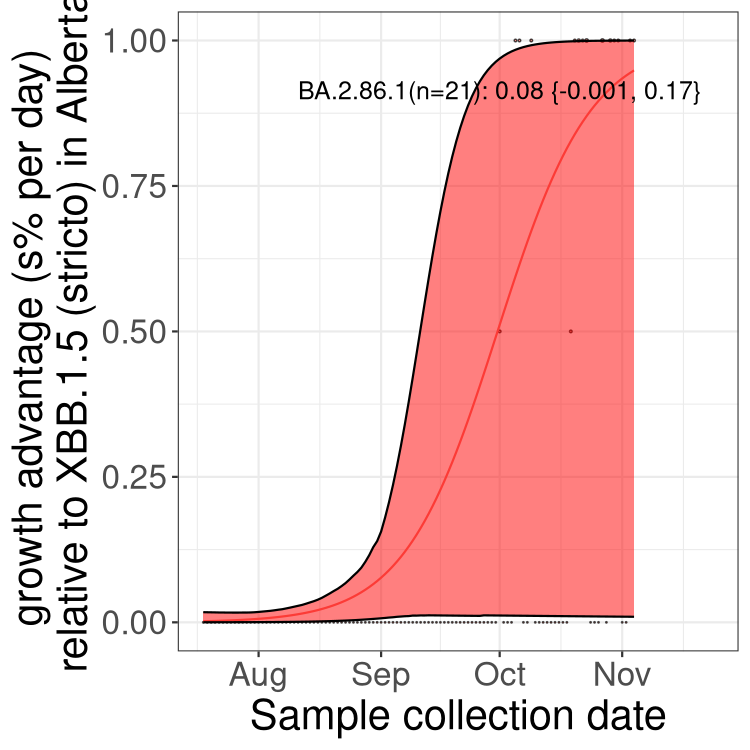 growth advantage (s% per day)
relative to XBB.1.5 (stricto) in Alberta
1.00
0.75
0.50
0.25
0.00
BA.2.86.1(n=21): 0.08 {-0.001, 0.17}
Aug Sep Oct Nov
Sample collection date